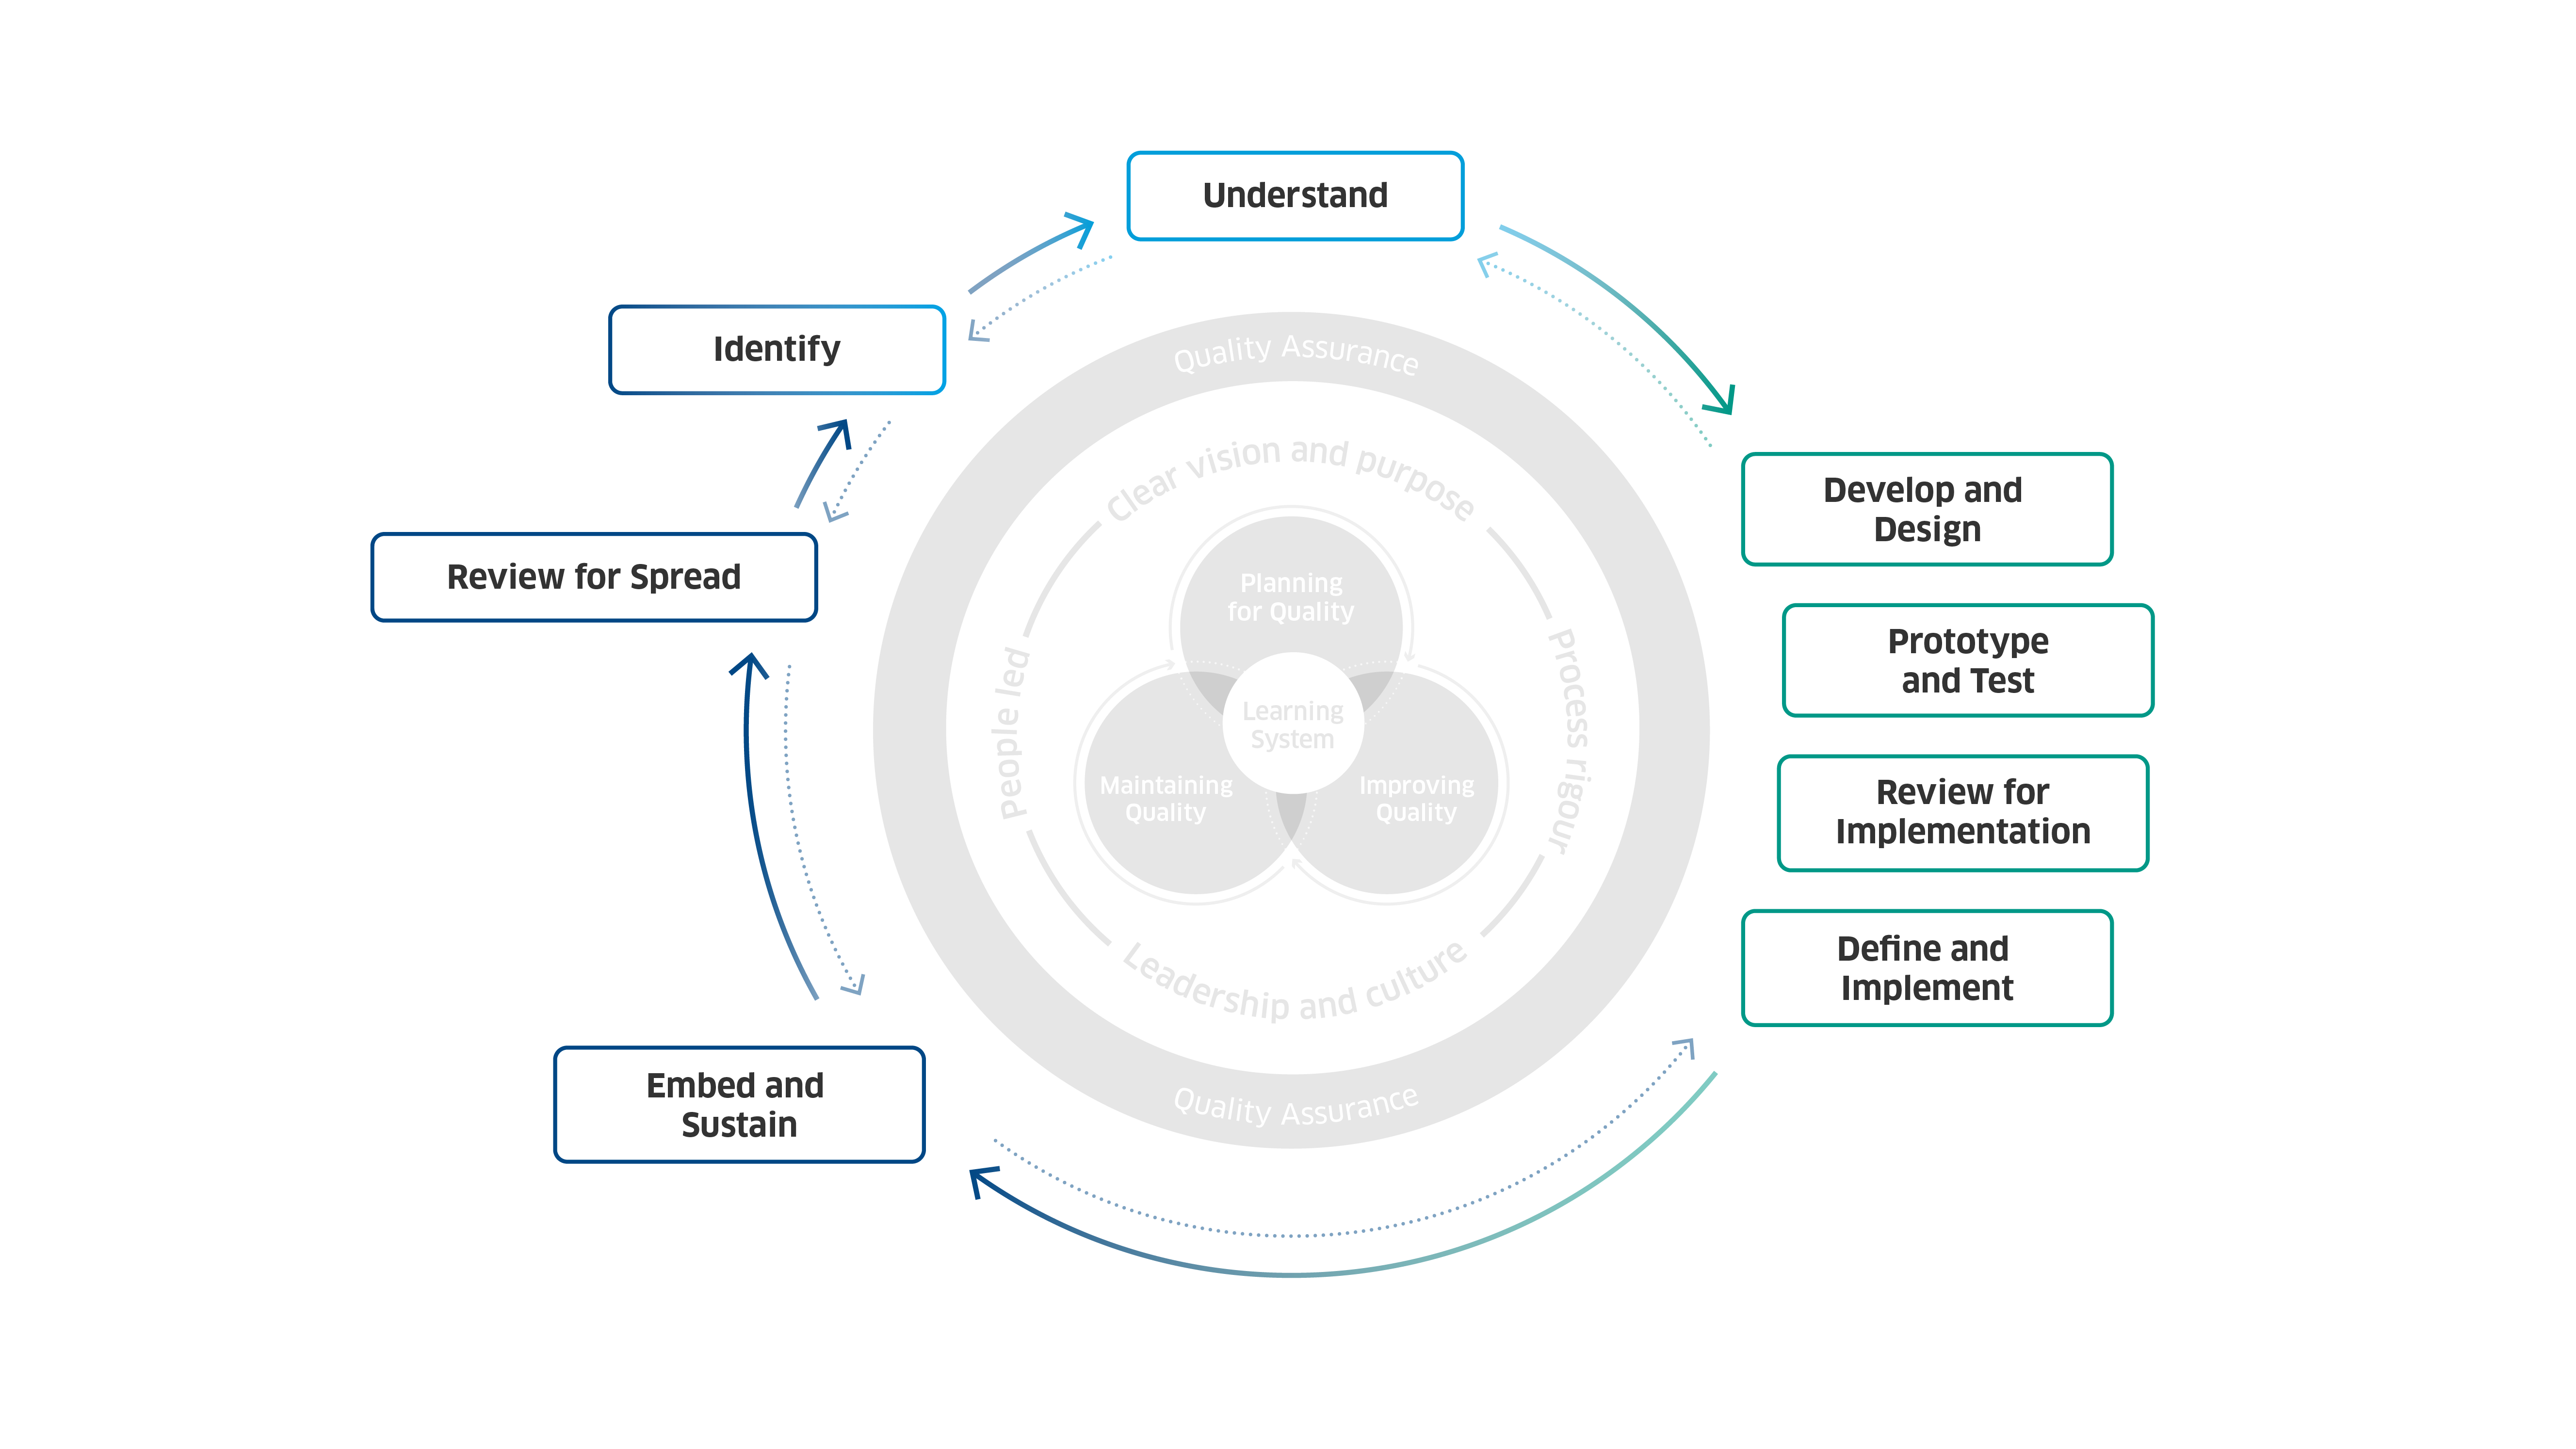 Understand
Identify
Quality Assurance
Clear vision and purpose
Develop and
Design
Review for Spread
Planning
for Quality
Prototype
and Test
People led
Process rigour
Learning
System
Maintaining
Quality
Improving
Quality
Review for
Implementation
Define and
Implement
Leadership and culture
Embed and
Sustain
Quality Assurance